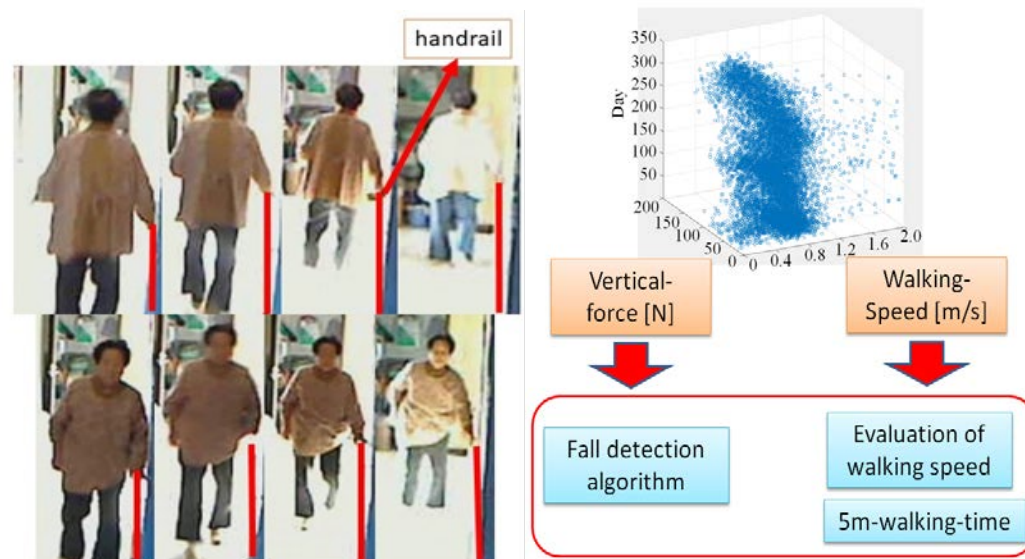 handrail
350
300
250
200
150
100
50
Day
200
150
100
50
0
0 0.4 0.8 1.2 1.6 2.0
Vertical-
force [N]
Walking-
Speed [m/s]
Fall detection
algorithm
Evaluation of
walking speed
5m-walking-time